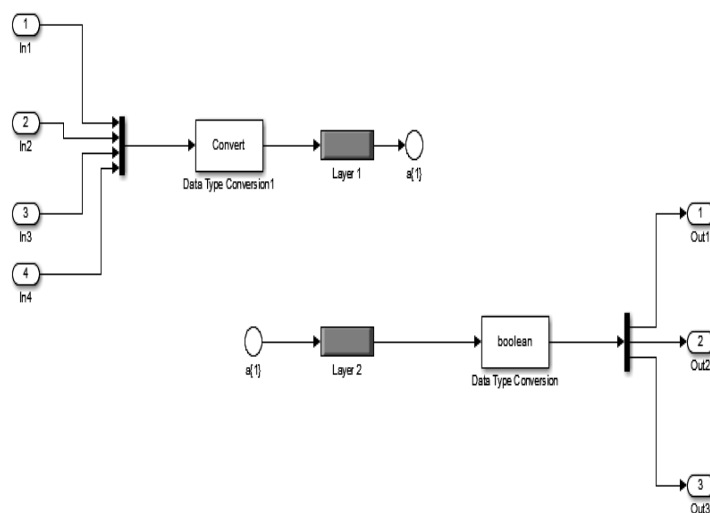 1
In1
2
In2
3
In3
4
In4
Convert
Data Type Conversion1
Layer 1
a{1}
a{1}
Layer 2
boolean
Data Type Conversion
1
Out1
2
Out2
3
Out3